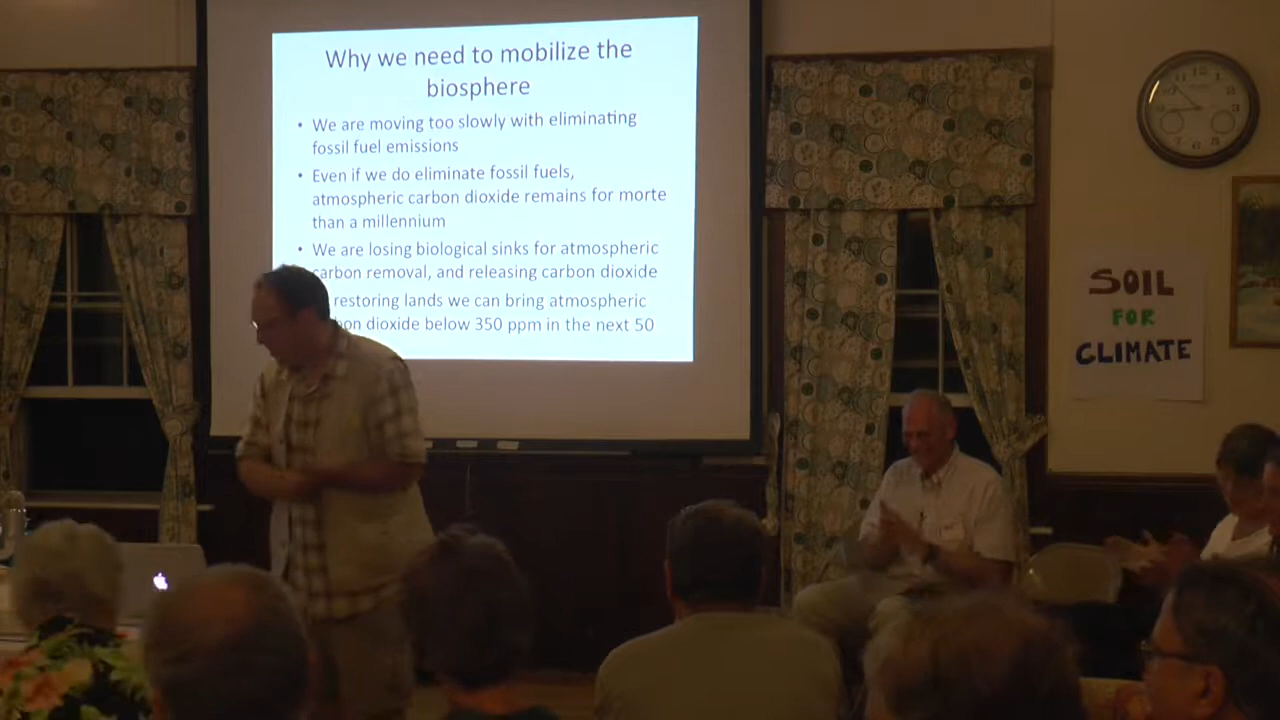 Why we need to mobilize the
biosphere
• We are moving too slowly with eliminating
fossil fuel emissions
• Even if we do eliminate fossil fuels,
atmospheric carbon dioxide remains for morte
than a millennium
• We are losing biological sinks for atmospheric
carbon removal, and releasing carbon dioxide
restoring lands we can bring atmospheric
dioxide below 350 ppm in the next 50
SOIL
FOR
CLIMATE